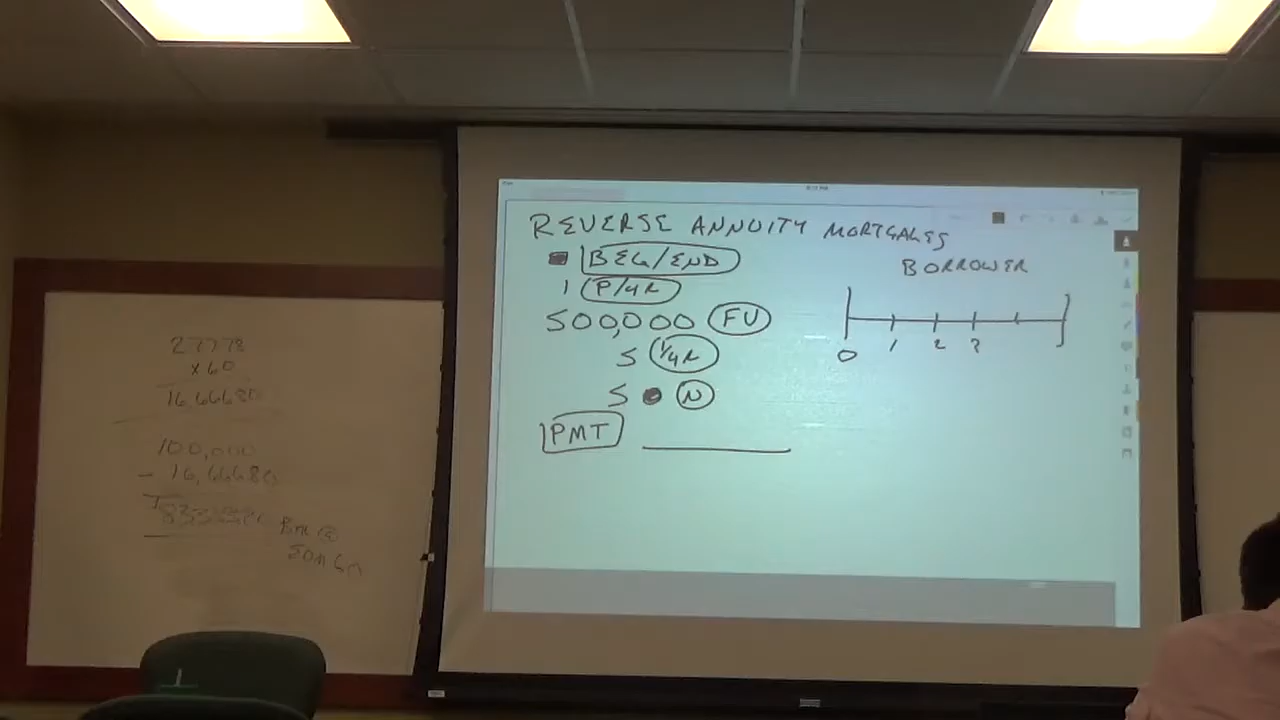 27778
x 60
16,66680
100,000
- 16,66680
REVERSE ANNUITY MORTGAGES
BEG/END
1 P/YR
500,000 FV
5 I/YR
5 N
PMT
BORROWER
0 1 2 3